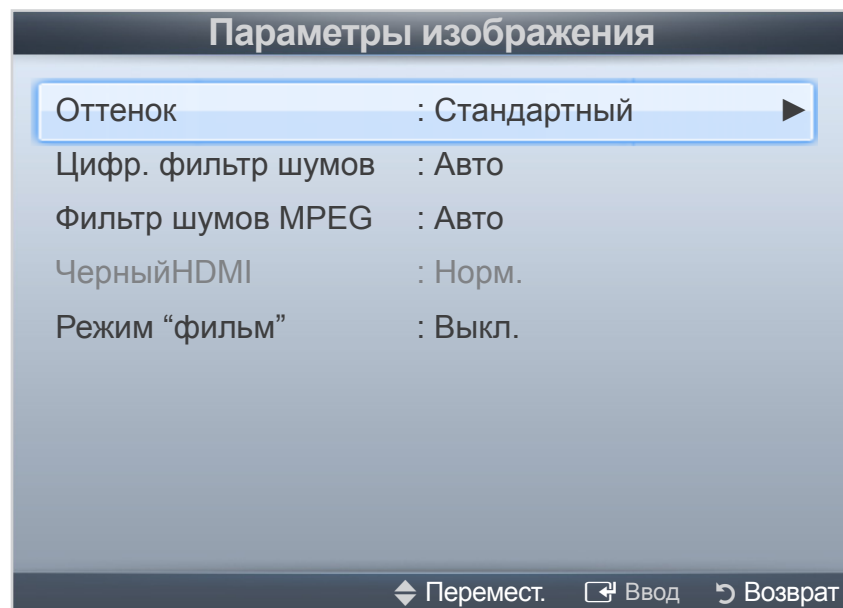 Параметры изображения
Оттенок : Стандартный ►
Цифр. фильтр шумов : Авто
Фильтр шумов MPEG : Авто
ЧерныйHDMI : Норм.
Режим “фильм” : Выкл.
Перемест. Ввод Возврат